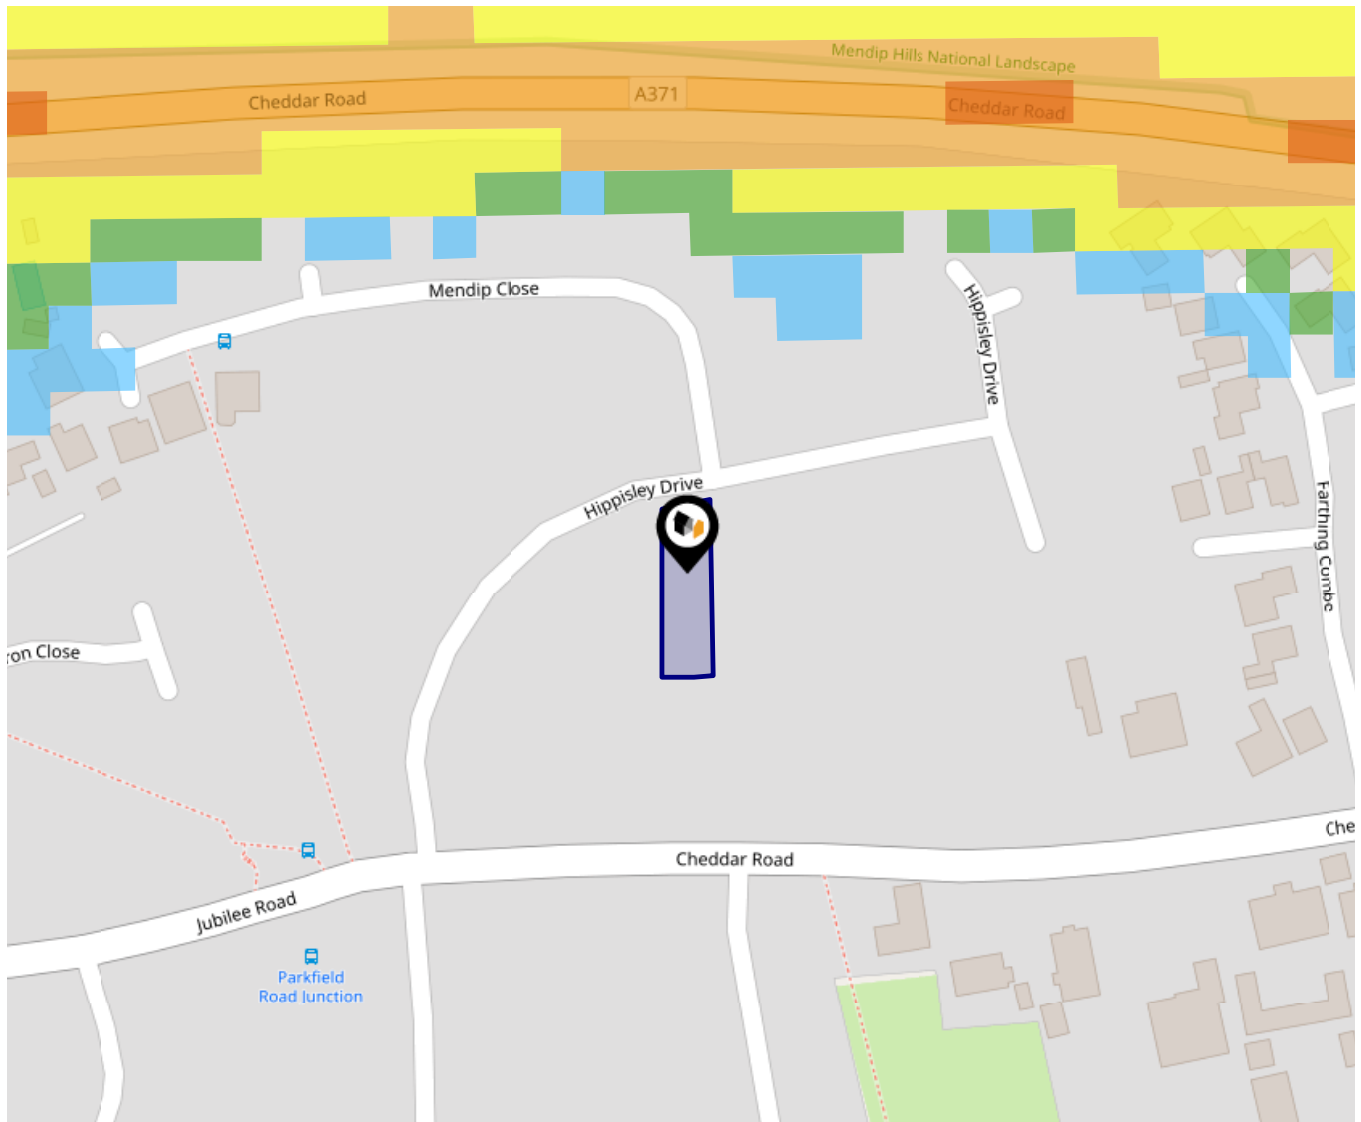 Mendip Hills National Landscape
Cheddar Road
A371
Cheddar Road
Mendip Close
Hippisley Drive
Hippisley Drive
Farthing Combe
ron Close
Cheddar Road
Che
Jubilee Road
Parkfield
Road Junction